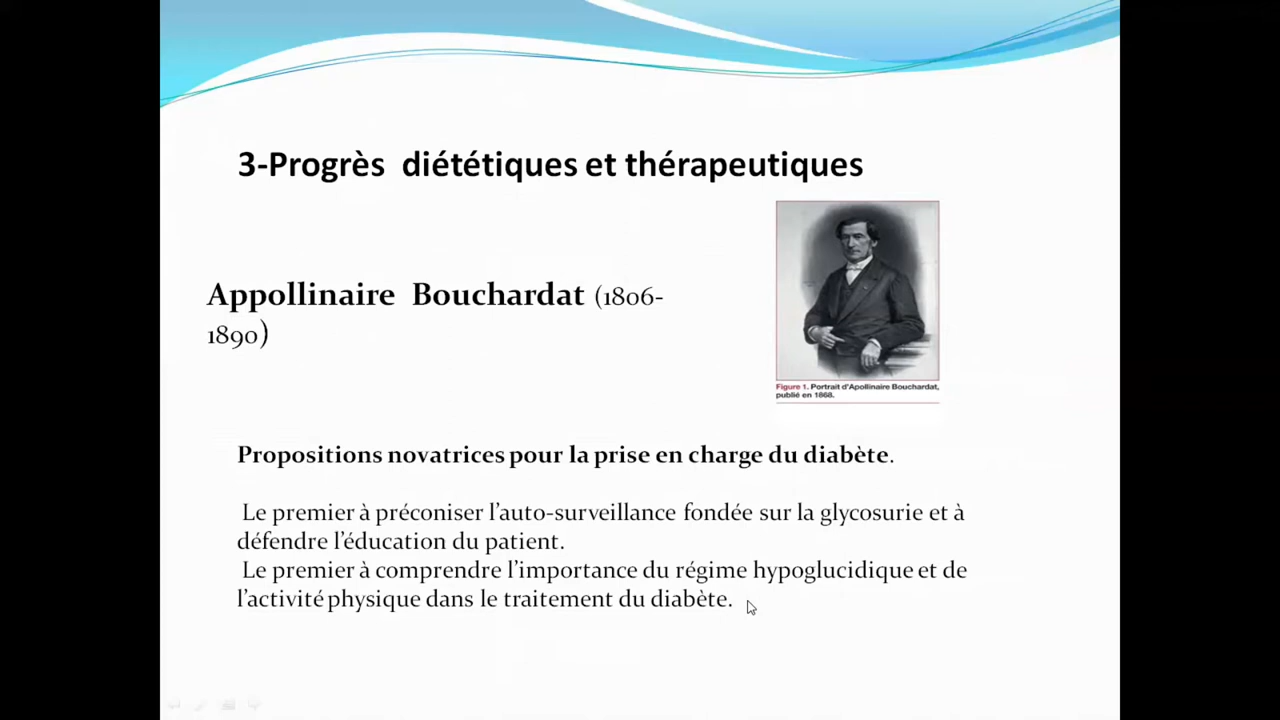 3-Progrès diététiques et thérapeutiques
Appollinaire Bouchardat (1806-
1890)
Figure 1. Portrait d'Apollinaire Bouchardat,
publié en 1868.
Propositions novatrices pour la prise en charge du diabète.
Le premier à préconiser l'auto-surveillance fondée sur la glycosurie et à
défendre l'éducation du patient.
Le premier à comprendre l'importance du régime hypoglucidique et de
l'activité physique dans le traitement du diabète.